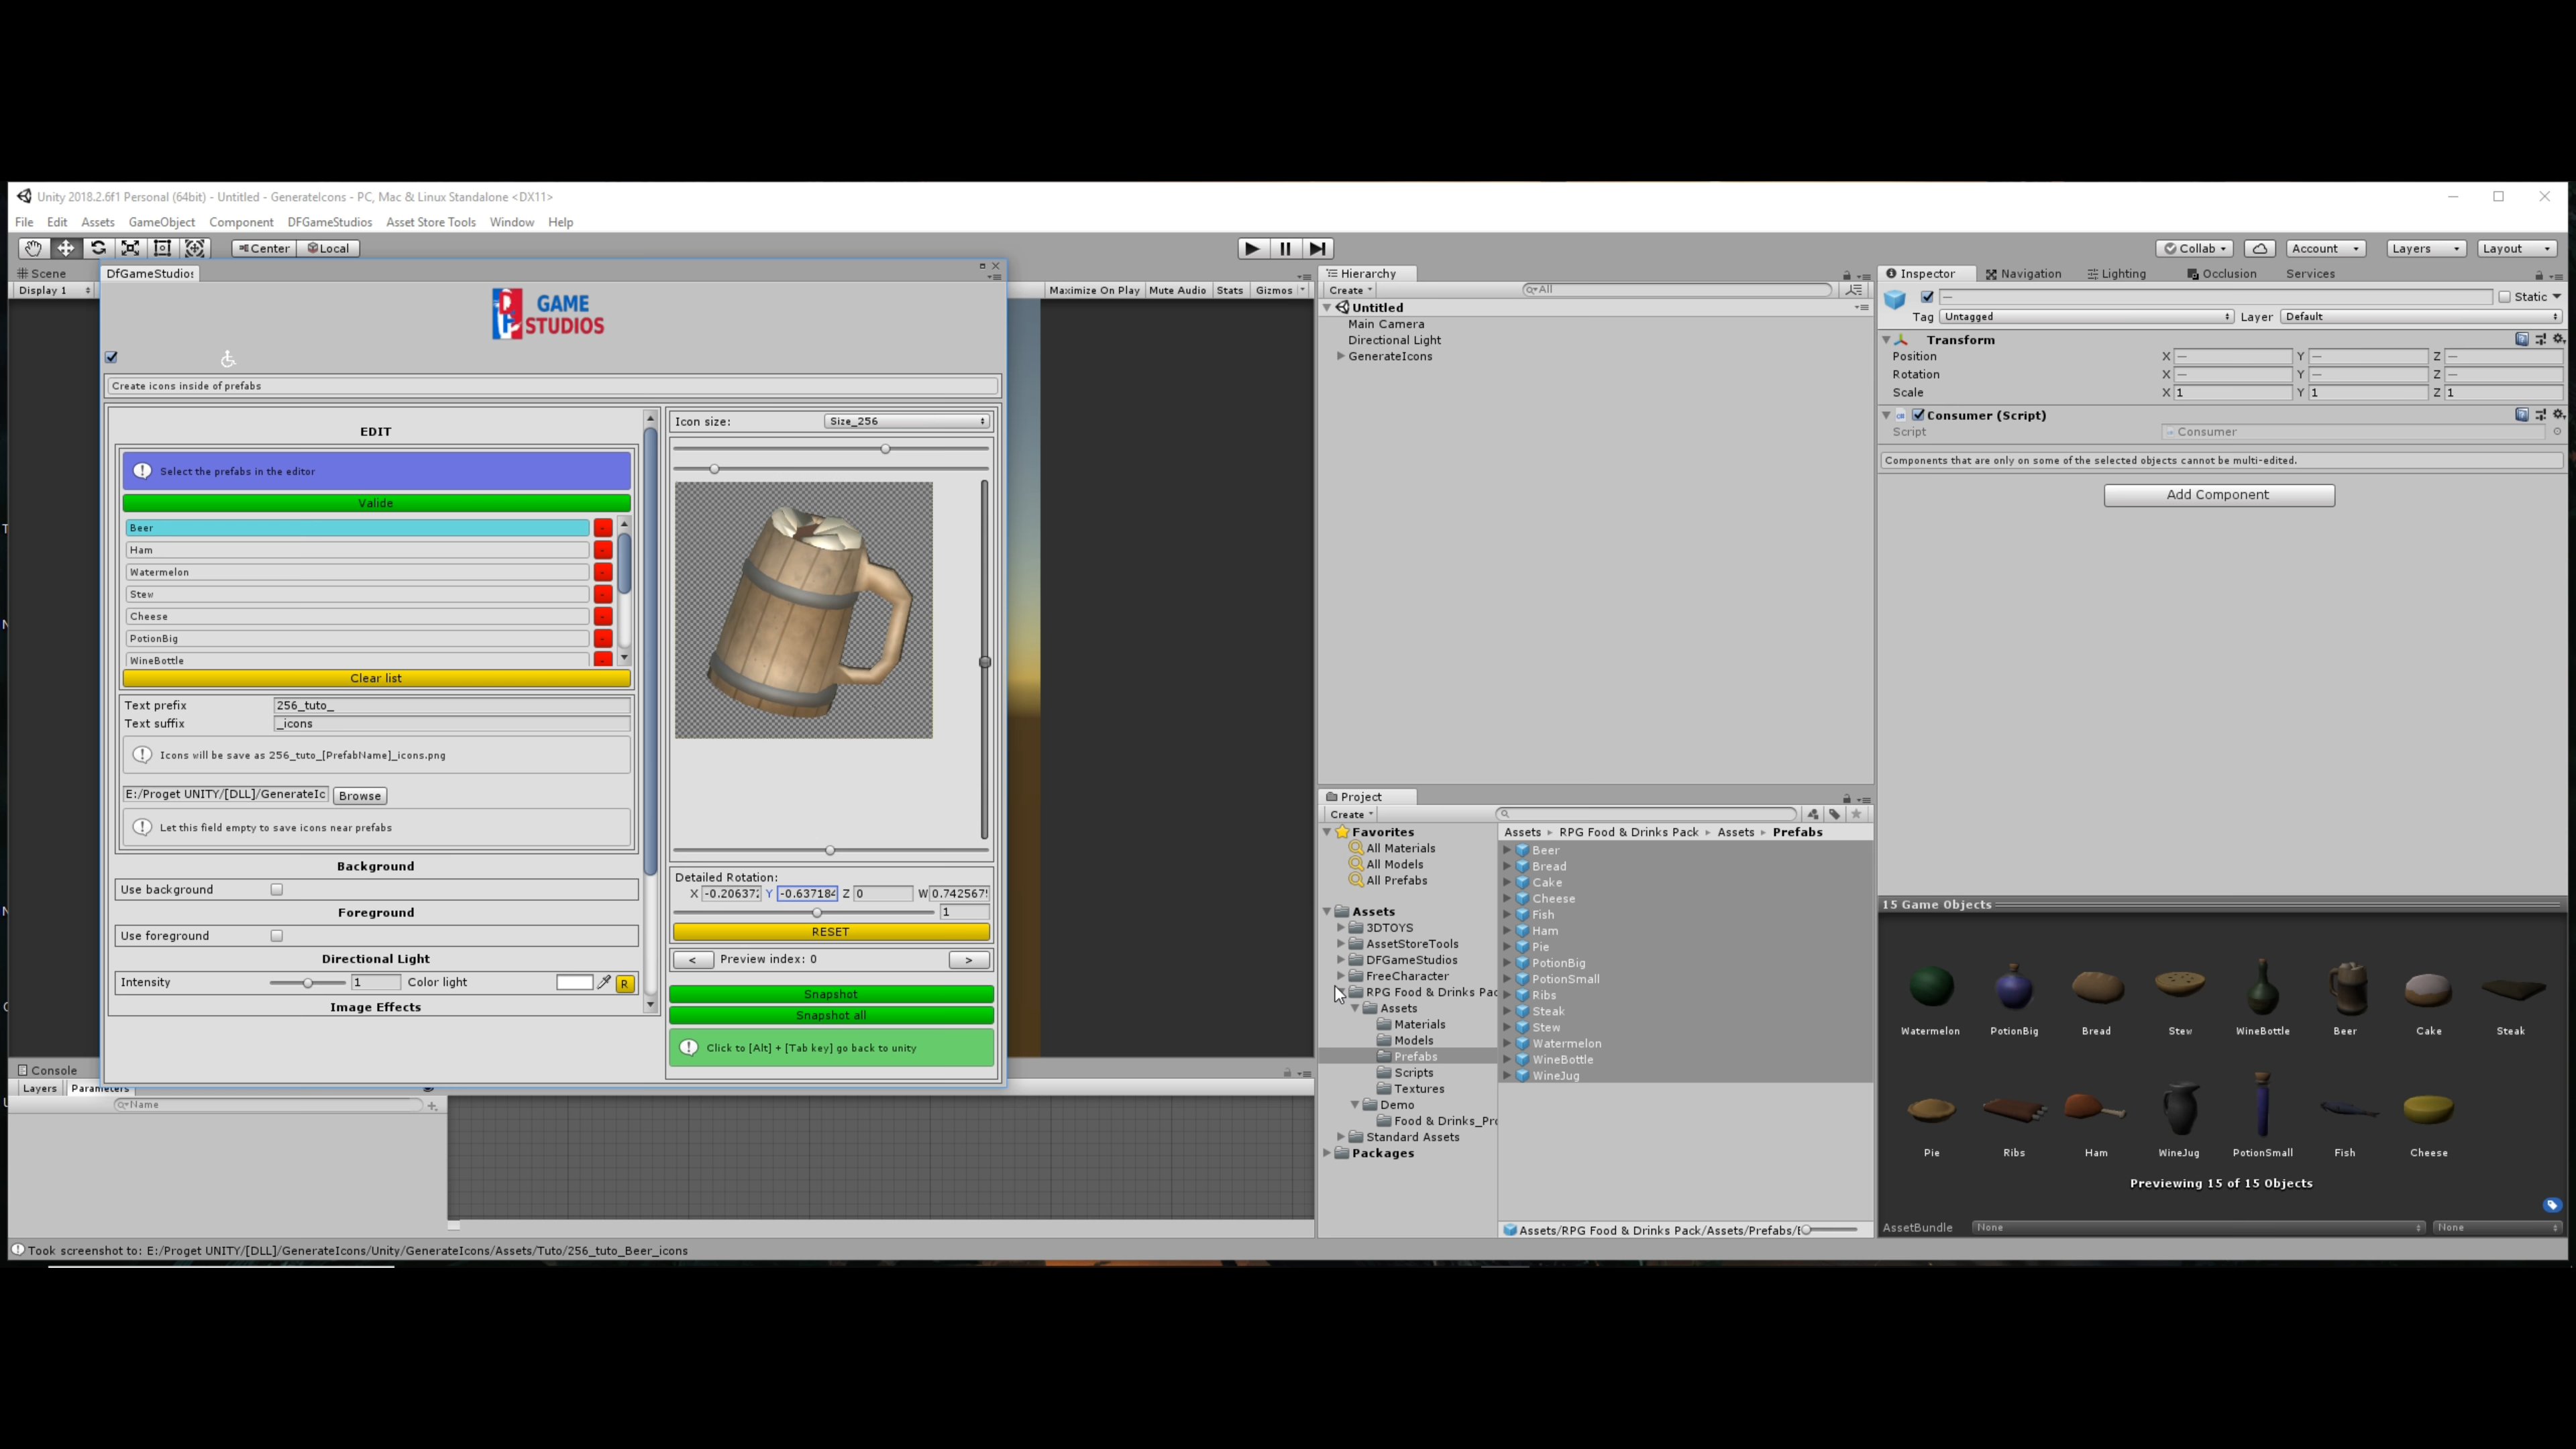 Unity 2018.2.6f1 Personal (64bit) - Untitled - GenerateIcons - PC, Mac & Linux Standalone <DX11>
File Edit Assets GameObject Component DFGameStudios Asset Store Tools Window Help
Center Local
Collab Account Layers Layout
Scene
Display 1
Maximize On Play Mute Audio Stats Gizmos
DfGameStudios
GAME
STUDIOS
Create icons inside of prefabs
EDIT
Select the prefabs in the editor
Valide
Beer
Ham
Watermelon
Stew
Cheese
PotionBig
WineBottle
Clear list
Text prefix 256_tuto_
Text suffix _icons
Icons will be save as 256_tuto_[PrefabName]_icons.png
E:/Proget UNITY/[DLL]/GenerateIc Browse
Let this field empty to save icons near prefabs
Background
Use background
Foreground
Use foreground
Directional Light
Intensity 1 Color light R
Image Effects
Icon size: Size_256
Detailed Rotation:
X -0.20637 Y -0.637184 Z 0 W 0.742567
1
RESET
< Preview index: 0 >
Snapshot
Snapshot all
Click to [Alt] + [Tab key] go back to unity
Console
Layers Parameters
Name
Hierarchy
Create All
Untitled
Main Camera
Directional Light
GenerateIcons
Project
Create
Favorites
All Materials
All Models
All Prefabs
Assets
3DTOYS
AssetStoreTools
DFGameStudios
FreeCharacter
RPG Food & Drinks Pac
Assets
Materials
Models
Prefabs
Scripts
Textures
Demo
Food & Drinks_Pro
Standard Assets
Packages
Assets RPG Food & Drinks Pack Assets Prefabs
Beer
Bread
Cake
Cheese
Fish
Ham
Pie
PotionBig
PotionSmall
Ribs
Steak
Stew
Watermelon
WineBottle
WineJug
Assets/RPG Food & Drinks Pack/Assets/Prefabs/
Inspector Navigation Lighting Occlusion Services
Static
Tag Untagged Layer Default
Transform
Position X — Y — Z —
Rotation X — Y — Z —
Scale X 1 Y 1 Z 1
Consumer (Script)
Script Consumer
Components that are only on some of the selected objects cannot be multi-edited.
Add Component
15 Game Objects
Watermelon PotionBig Bread Stew WineBottle Beer Cake Steak
Pie Ribs Ham WineJug PotionSmall Fish Cheese
Previewing 15 of 15 Objects
AssetBundle None None
Took screenshot to: E:/Proget UNITY/[DLL]/GenerateIcons/Unity/GenerateIcons/Assets/Tuto/256_tuto_Beer_icons